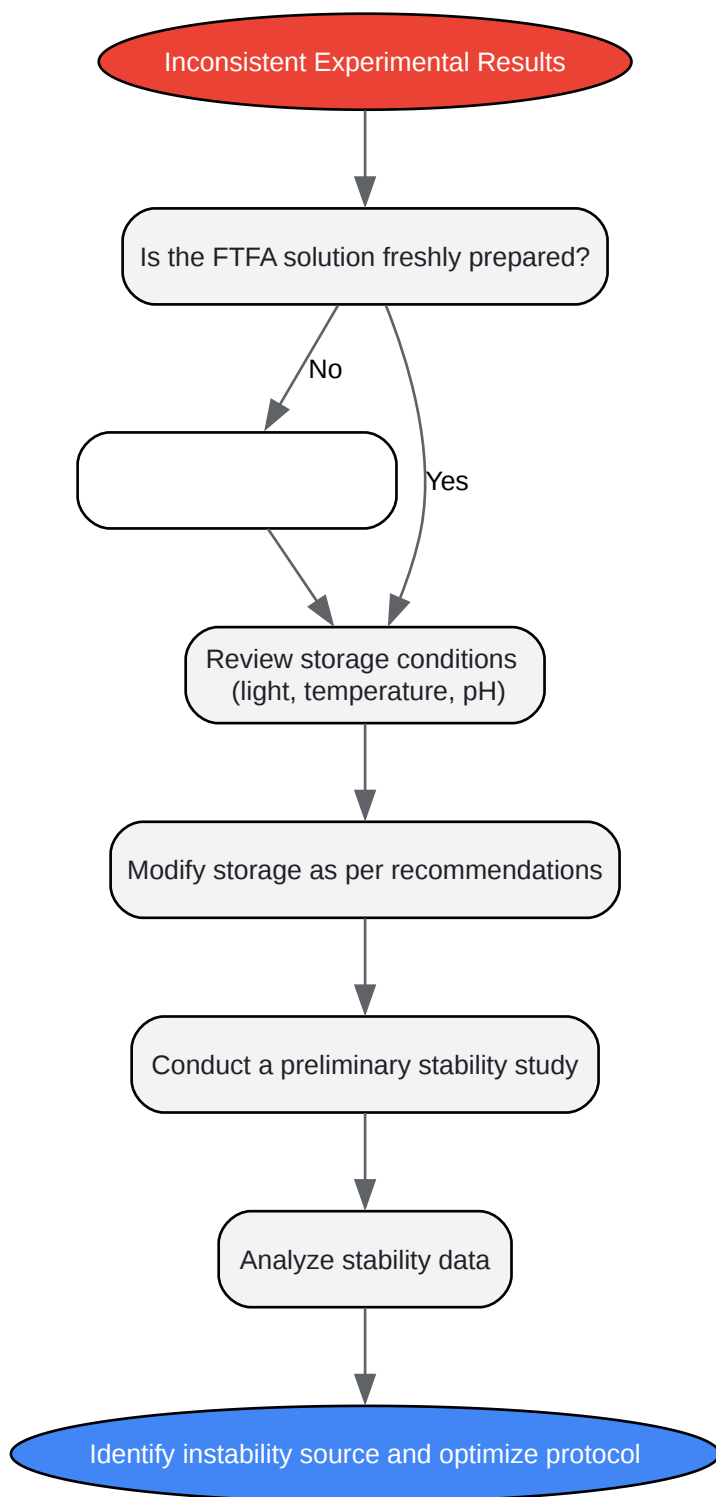 Inconsistent Experimental Results
Is the FTFA solution freshly prepared?
No
Yes
Review storage conditions
(light, temperature, pH)
Modify storage as per recommendations
Conduct a preliminary stability study
Analyze stability data
Identify instability source and optimize protocol